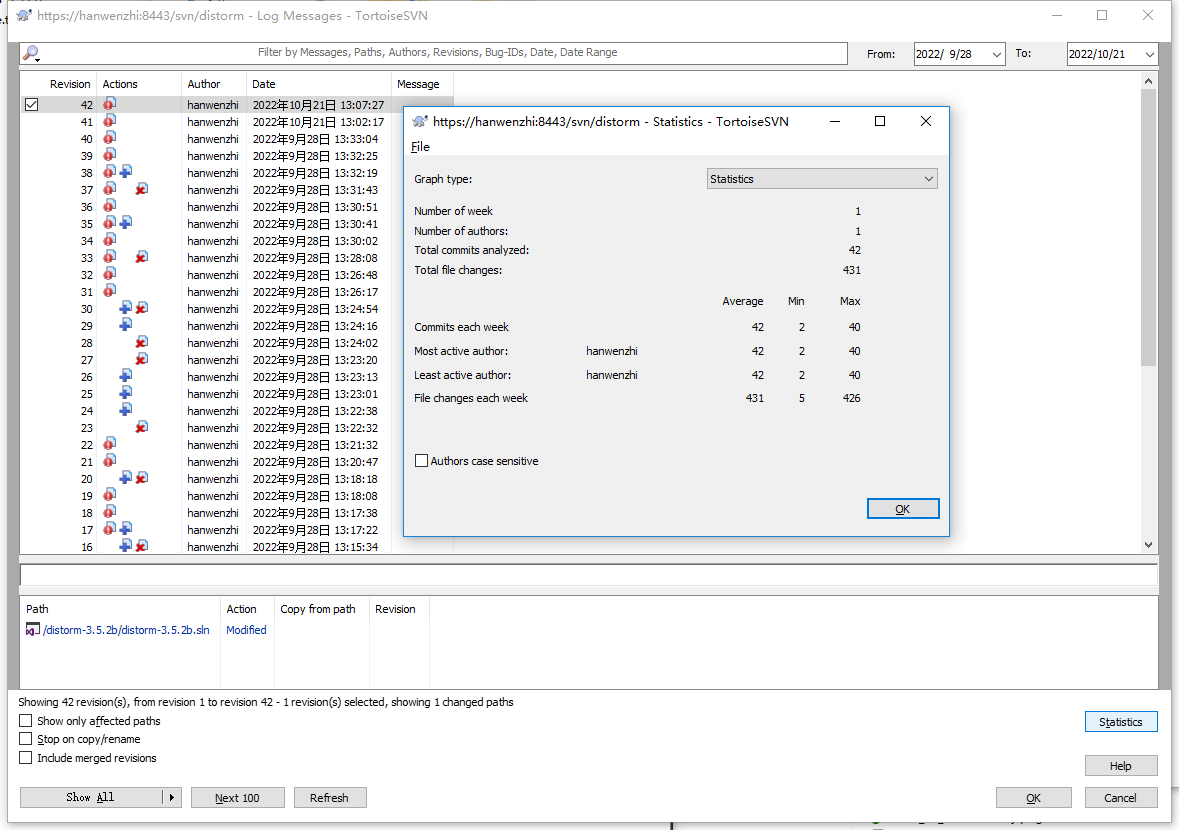 https://hanwenzhi:8443/svn/distorm - Log Messages - TortoiseSVN
Filter by Messages, Paths, Authors, Revisions, Bug-IDs, Date, Date Range
From: 2022/ 9/28 To: 2022/10/21
Revision Actions Author Date Message
42 hanwenzhi 2022年10月21日 13:07:27
41 hanwenzhi 2022年10月21日 13:02:17
40 hanwenzhi 2022年9月28日 13:33:04
39 hanwenzhi 2022年9月28日 13:32:25
38 hanwenzhi 2022年9月28日 13:32:19
37 hanwenzhi 2022年9月28日 13:31:43
36 hanwenzhi 2022年9月28日 13:30:51
35 hanwenzhi 2022年9月28日 13:30:41
34 hanwenzhi 2022年9月28日 13:30:02
33 hanwenzhi 2022年9月28日 13:28:08
32 hanwenzhi 2022年9月28日 13:26:48
31 hanwenzhi 2022年9月28日 13:26:17
30 hanwenzhi 2022年9月28日 13:24:54
29 hanwenzhi 2022年9月28日 13:24:16
28 hanwenzhi 2022年9月28日 13:24:02
27 hanwenzhi 2022年9月28日 13:23:20
26 hanwenzhi 2022年9月28日 13:23:13
25 hanwenzhi 2022年9月28日 13:23:01
24 hanwenzhi 2022年9月28日 13:22:38
23 hanwenzhi 2022年9月28日 13:22:32
22 hanwenzhi 2022年9月28日 13:21:32
21 hanwenzhi 2022年9月28日 13:20:47
20 hanwenzhi 2022年9月28日 13:18:18
19 hanwenzhi 2022年9月28日 13:18:08
18 hanwenzhi 2022年9月28日 13:17:38
17 hanwenzhi 2022年9月28日 13:17:22
16 hanwenzhi 2022年9月28日 13:15:34
https://hanwenzhi:8443/svn/distorm - Statistics - TortoiseSVN
File
Graph type: Statistics
Number of week 1
Number of authors: 1
Total commits analyzed: 42
Total file changes: 431
Average Min Max
Commits each week 42 2 40
Most active author: hanwenzhi 42 2 40
Least active author: hanwenzhi 42 2 40
File changes each week 431 5 426
Authors case sensitive
OK
Path Action Copy from path Revision
/distorm-3.5.2b/distorm-3.5.2b.sln Modified
Showing 42 revision(s), from revision 1 to revision 42 - 1 revision(s) selected, showing 1 changed paths
Show only affected paths
Statistics
Stop on copy/rename
Include merged revisions
Help
Show All Next 100 Refresh OK Cancel